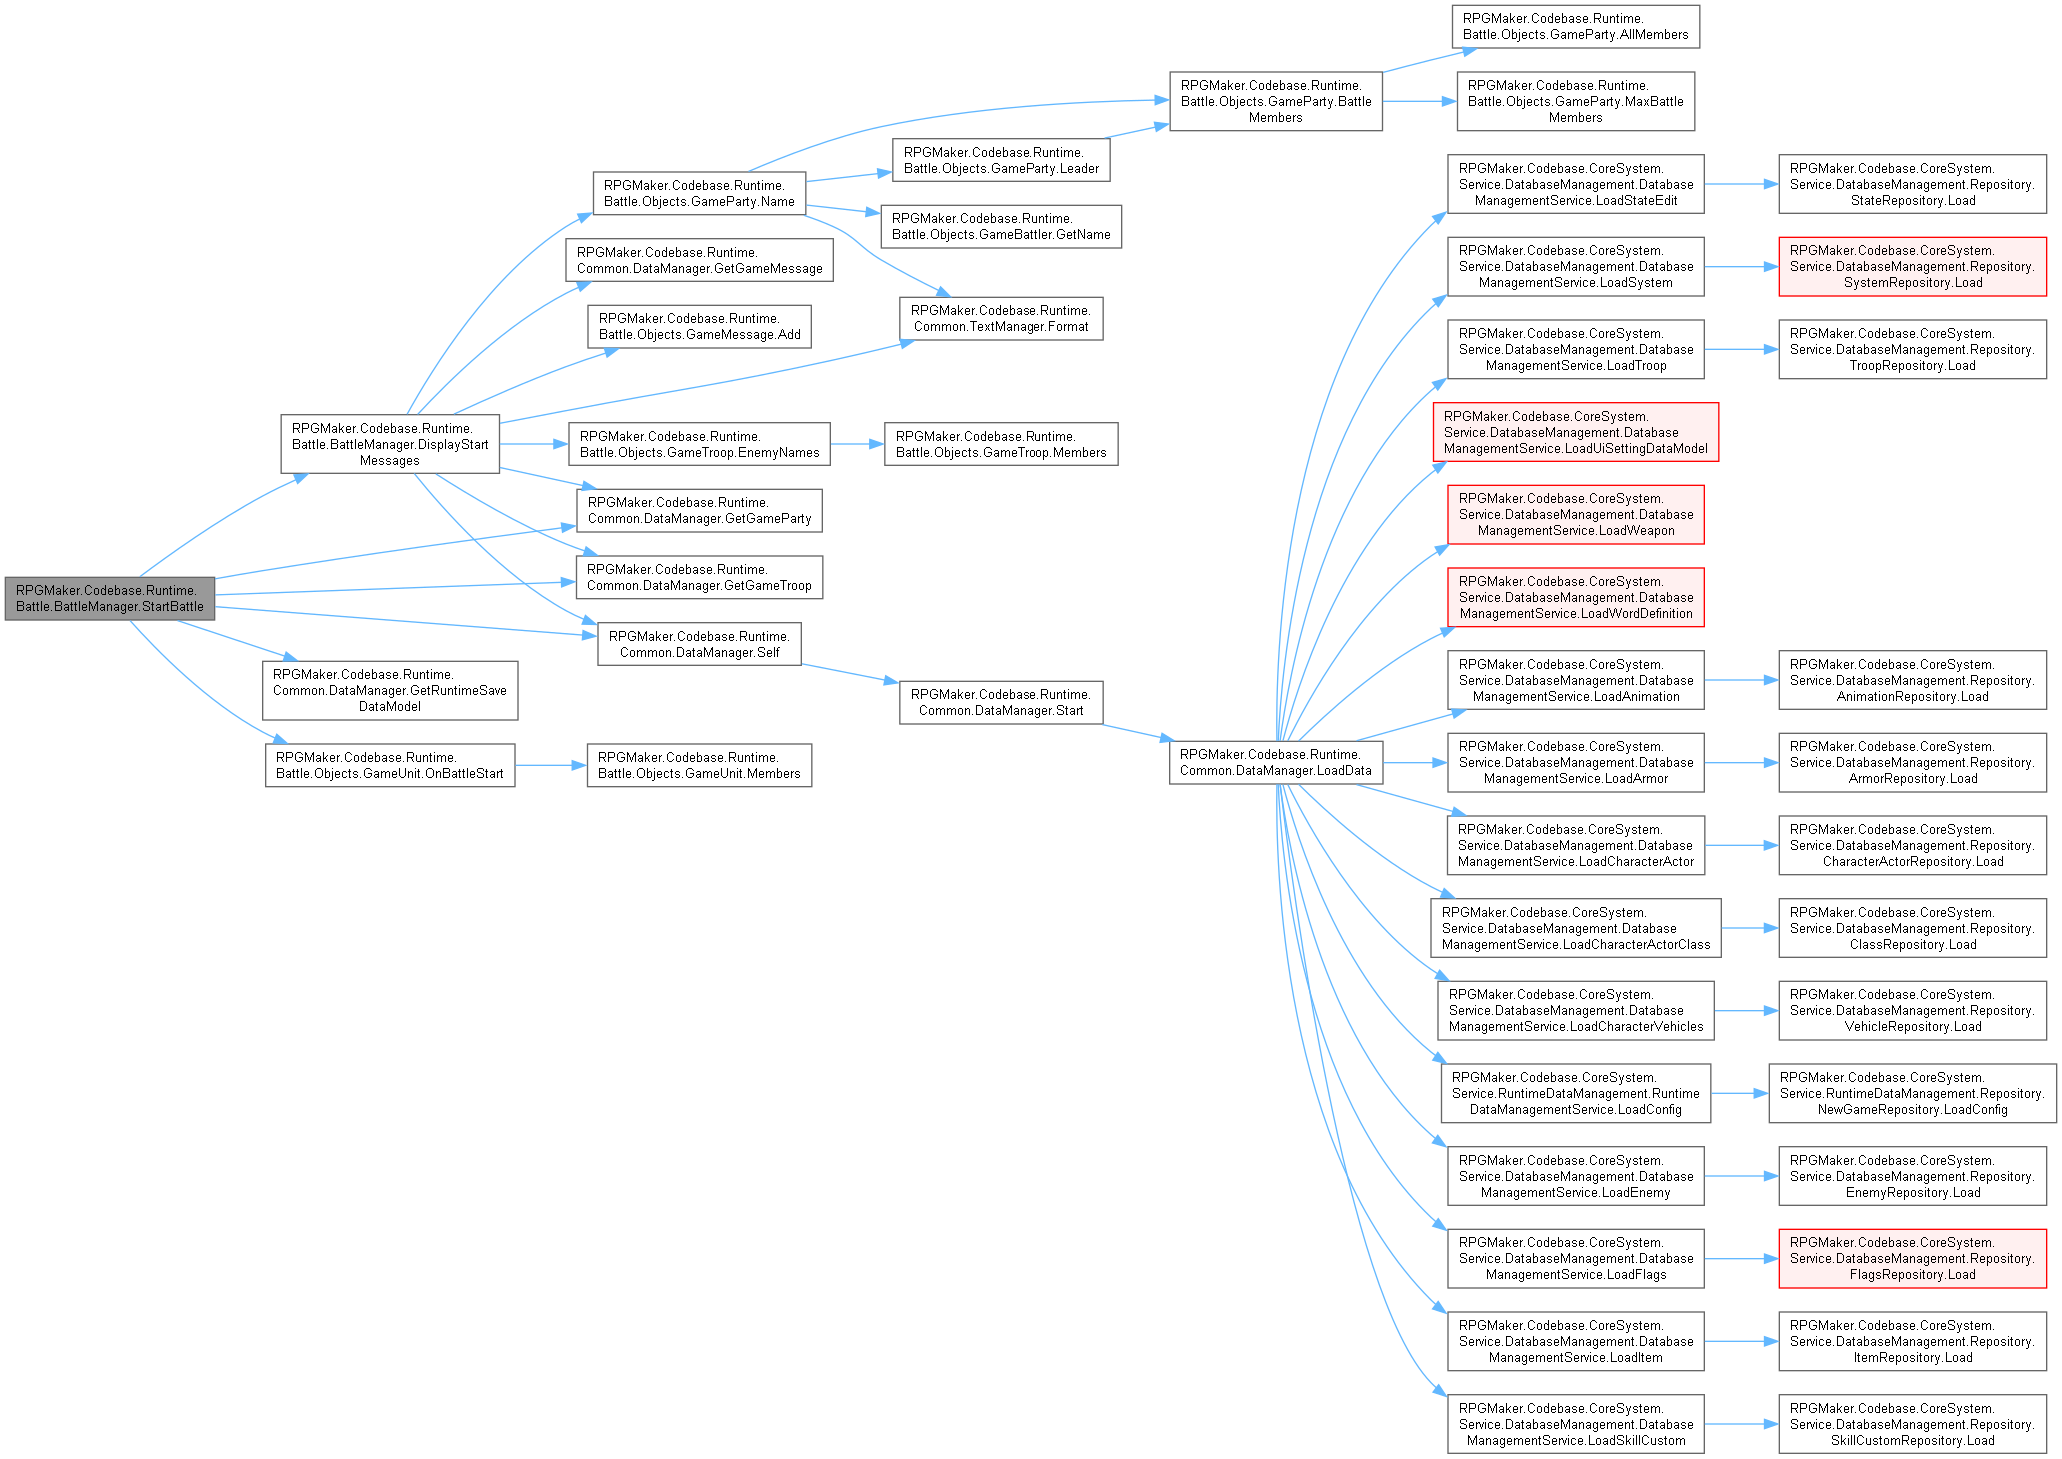 RPGMaker.Codebase.Runtime.
Battle.BattleManager.StartBattle
RPGMaker.Codebase.Runtime.
Battle.BattleManager.DisplayStart
Messages
RPGMaker.Codebase.Runtime.
Common.DataManager.GetRuntimeSave
DataModel
RPGMaker.Codebase.Runtime.
Battle.Objects.GameUnit.OnBattleStart
RPGMaker.Codebase.Runtime.
Battle.Objects.GameParty.Name
RPGMaker.Codebase.Runtime.
Common.DataManager.GetGameMessage
RPGMaker.Codebase.Runtime.
Battle.Objects.GameMessage.Add
RPGMaker.Codebase.Runtime.
Battle.Objects.GameTroop.EnemyNames
RPGMaker.Codebase.Runtime.
Common.DataManager.GetGameParty
RPGMaker.Codebase.Runtime.
Common.DataManager.GetGameTroop
RPGMaker.Codebase.Runtime.
Common.DataManager.Self
RPGMaker.Codebase.Runtime.
Battle.Objects.GameUnit.Members
RPGMaker.Codebase.Runtime.
Battle.Objects.GameParty.Leader
RPGMaker.Codebase.Runtime.
Battle.Objects.GameBattler.GetName
RPGMaker.Codebase.Runtime.
Common.TextManager.Format
RPGMaker.Codebase.Runtime.
Battle.Objects.GameTroop.Members
RPGMaker.Codebase.Runtime.
Common.DataManager.Start
RPGMaker.Codebase.Runtime.
Battle.Objects.GameParty.Battle
Members
RPGMaker.Codebase.Runtime.
Common.DataManager.LoadData
RPGMaker.Codebase.Runtime.
Battle.Objects.GameParty.AllMembers
RPGMaker.Codebase.Runtime.
Battle.Objects.GameParty.MaxBattle
Members
RPGMaker.Codebase.CoreSystem.
Service.DatabaseManagement.Database
ManagementService.LoadStateEdit
RPGMaker.Codebase.CoreSystem.
Service.DatabaseManagement.Repository.
StateRepository.Load
RPGMaker.Codebase.CoreSystem.
Service.DatabaseManagement.Database
ManagementService.LoadSystem
RPGMaker.Codebase.CoreSystem.
Service.DatabaseManagement.Repository.
SystemRepository.Load
RPGMaker.Codebase.CoreSystem.
Service.DatabaseManagement.Database
ManagementService.LoadTroop
RPGMaker.Codebase.CoreSystem.
Service.DatabaseManagement.Repository.
TroopRepository.Load
RPGMaker.Codebase.CoreSystem.
Service.DatabaseManagement.Database
ManagementService.LoadUiSettingDataModel
RPGMaker.Codebase.CoreSystem.
Service.DatabaseManagement.Database
ManagementService.LoadWeapon
RPGMaker.Codebase.CoreSystem.
Service.DatabaseManagement.Database
ManagementService.LoadWordDefinition
RPGMaker.Codebase.CoreSystem.
Service.DatabaseManagement.Database
ManagementService.LoadAnimation
RPGMaker.Codebase.CoreSystem.
Service.DatabaseManagement.Repository.
AnimationRepository.Load
RPGMaker.Codebase.CoreSystem.
Service.DatabaseManagement.Database
ManagementService.LoadArmor
RPGMaker.Codebase.CoreSystem.
Service.DatabaseManagement.Repository.
ArmorRepository.Load
RPGMaker.Codebase.CoreSystem.
Service.DatabaseManagement.Database
ManagementService.LoadCharacterActor
RPGMaker.Codebase.CoreSystem.
Service.DatabaseManagement.Repository.
CharacterActorRepository.Load
RPGMaker.Codebase.CoreSystem.
Service.DatabaseManagement.Database
ManagementService.LoadCharacterActorClass
RPGMaker.Codebase.CoreSystem.
Service.DatabaseManagement.Repository.
ClassRepository.Load
RPGMaker.Codebase.CoreSystem.
Service.DatabaseManagement.Database
ManagementService.LoadCharacterVehicles
RPGMaker.Codebase.CoreSystem.
Service.DatabaseManagement.Repository.
VehicleRepository.Load
RPGMaker.Codebase.CoreSystem.
Service.RuntimeDataManagement.Runtime
DataManagementService.LoadConfig
RPGMaker.Codebase.CoreSystem.
Service.RuntimeDataManagement.Repository.
NewGameRepository.LoadConfig
RPGMaker.Codebase.CoreSystem.
Service.DatabaseManagement.Database
ManagementService.LoadEnemy
RPGMaker.Codebase.CoreSystem.
Service.DatabaseManagement.Repository.
EnemyRepository.Load
RPGMaker.Codebase.CoreSystem.
Service.DatabaseManagement.Database
ManagementService.LoadFlags
RPGMaker.Codebase.CoreSystem.
Service.DatabaseManagement.Repository.
FlagsRepository.Load
RPGMaker.Codebase.CoreSystem.
Service.DatabaseManagement.Database
ManagementService.LoadItem
RPGMaker.Codebase.CoreSystem.
Service.DatabaseManagement.Repository.
ItemRepository.Load
RPGMaker.Codebase.CoreSystem.
Service.DatabaseManagement.Database
ManagementService.LoadSkillCustom
RPGMaker.Codebase.CoreSystem.
Service.DatabaseManagement.Repository.
SkillCustomRepository.Load